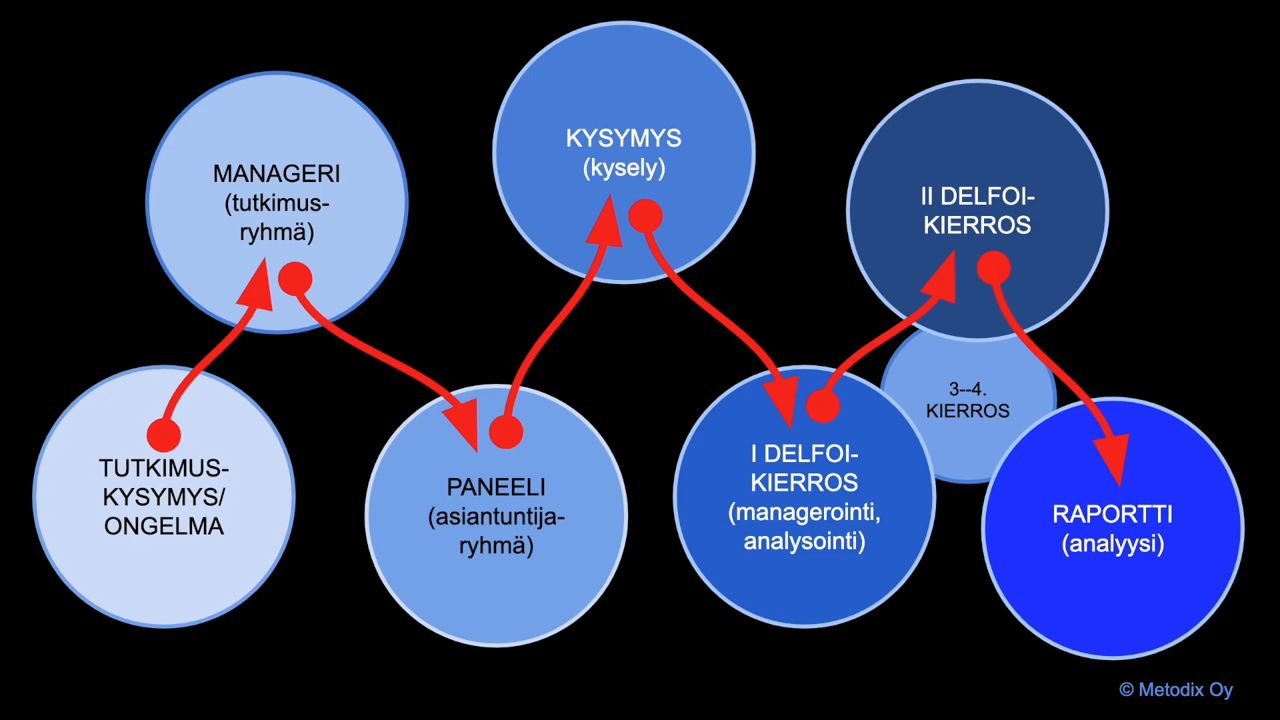 TUTKIMUS-
KYSYMYS/
ONGELMA
MANAGERI
(tutkimus-
ryhmä)
PANEELI
(asiantuntija-
ryhmä)
KYSYMYS
(kysely)
I DELFOI-
KIERROS
(managerointi,
analysointi)
II DELFOI-
KIERROS
3--4.
KIERROS
RAPORTTI
(analyysi)
© Metodix Oy